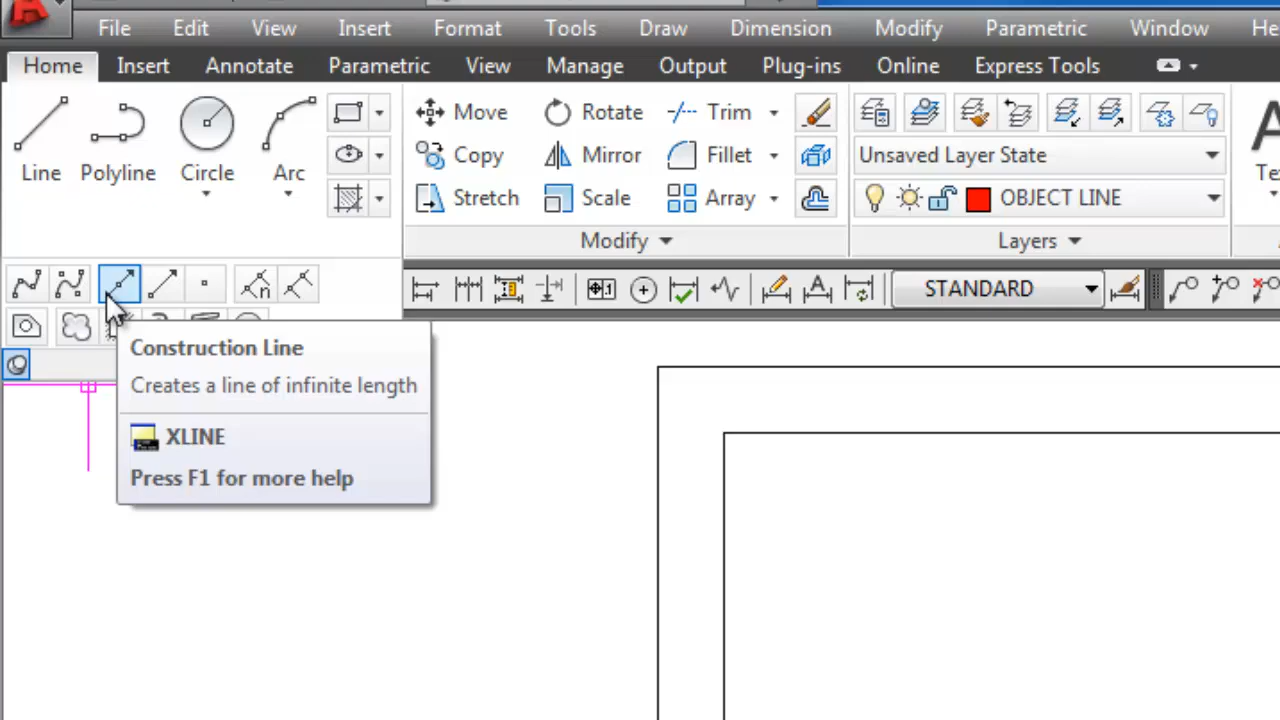 File Edit View Insert Format Tools Draw Dimension Modify Parametric Window He
Home Insert Annotate Parametric View Manage Output Plug-ins Online Express Tools
Move Rotate Trim
Copy Mirror Fillet Unsaved Layer State
Line Polyline Circle Arc
Stretch Scale Array OBJECT LINE
Modify Layers
STANDARD
Construction Line
Creates a line of infinite length
XLINE
Press F1 for more help